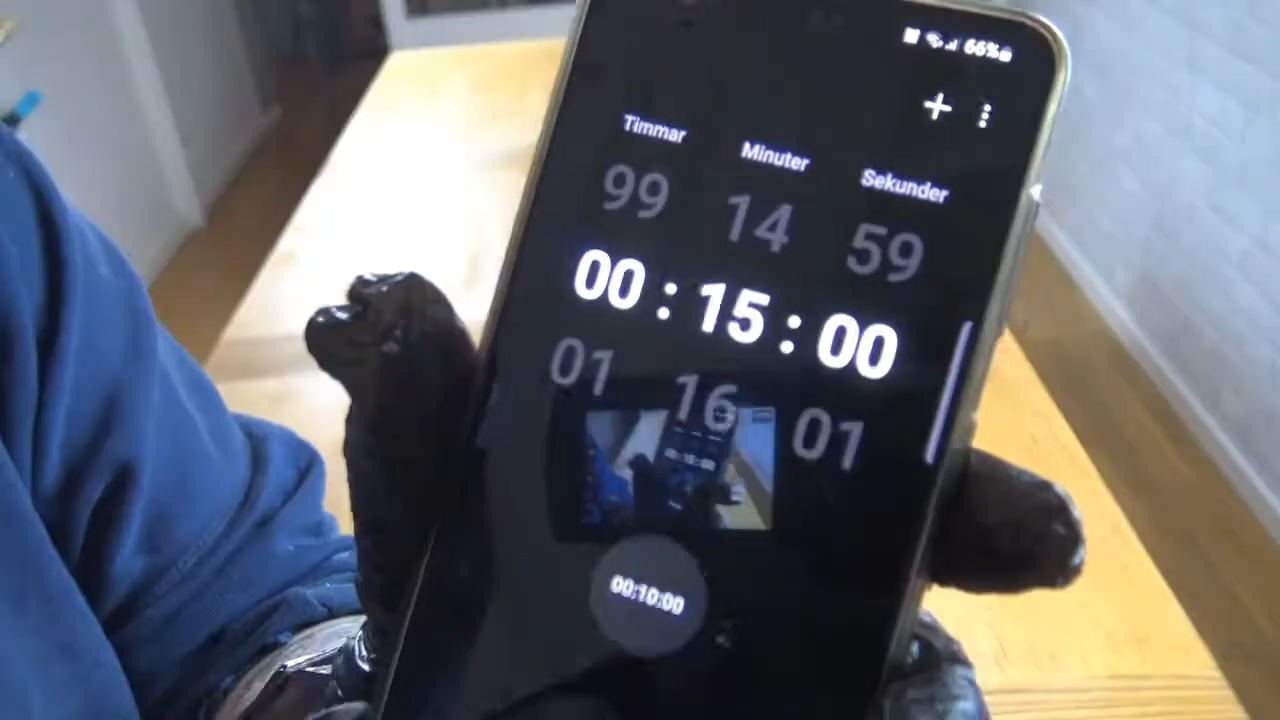 66%
+
Timmar Minuter Sekunder
99 14 59
00 : 15 : 00
01 16 01
00:10:00